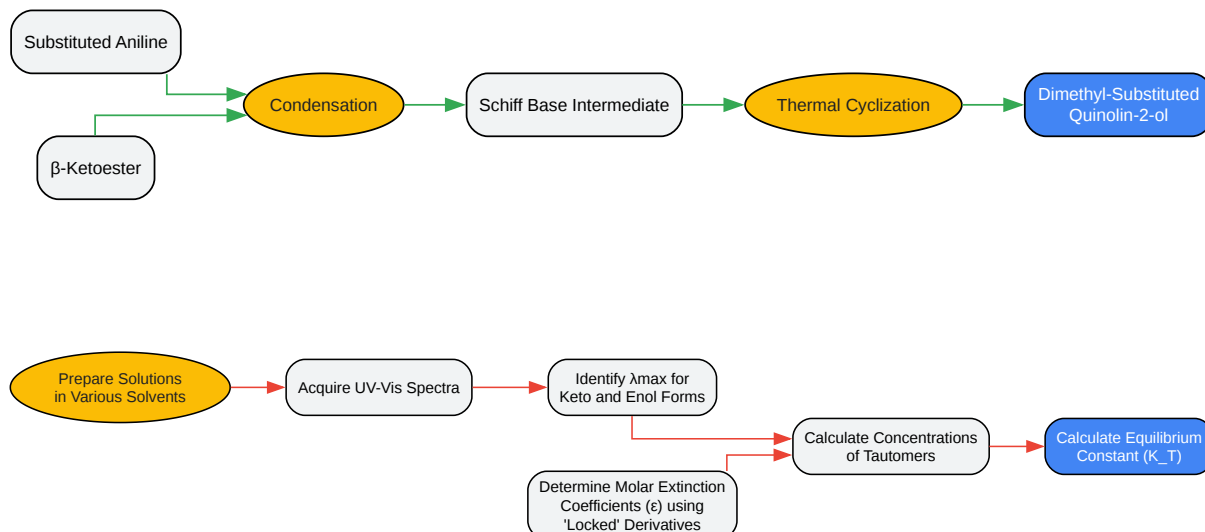 Substituted Aniline
β-Ketoester
Condensation
Schiff Base Intermediate
Thermal Cyclization
Dimethyl-Substituted
Quinolin-2-ol
Prepare Solutions
in Various Solvents
Acquire UV-Vis Spectra
Identify λmax for
Keto and Enol Forms
Determine Molar Extinction
Coefficients (ε) using
'Locked' Derivatives
Calculate Concentrations
of Tautomers
Calculate Equilibrium
Constant (K_T)